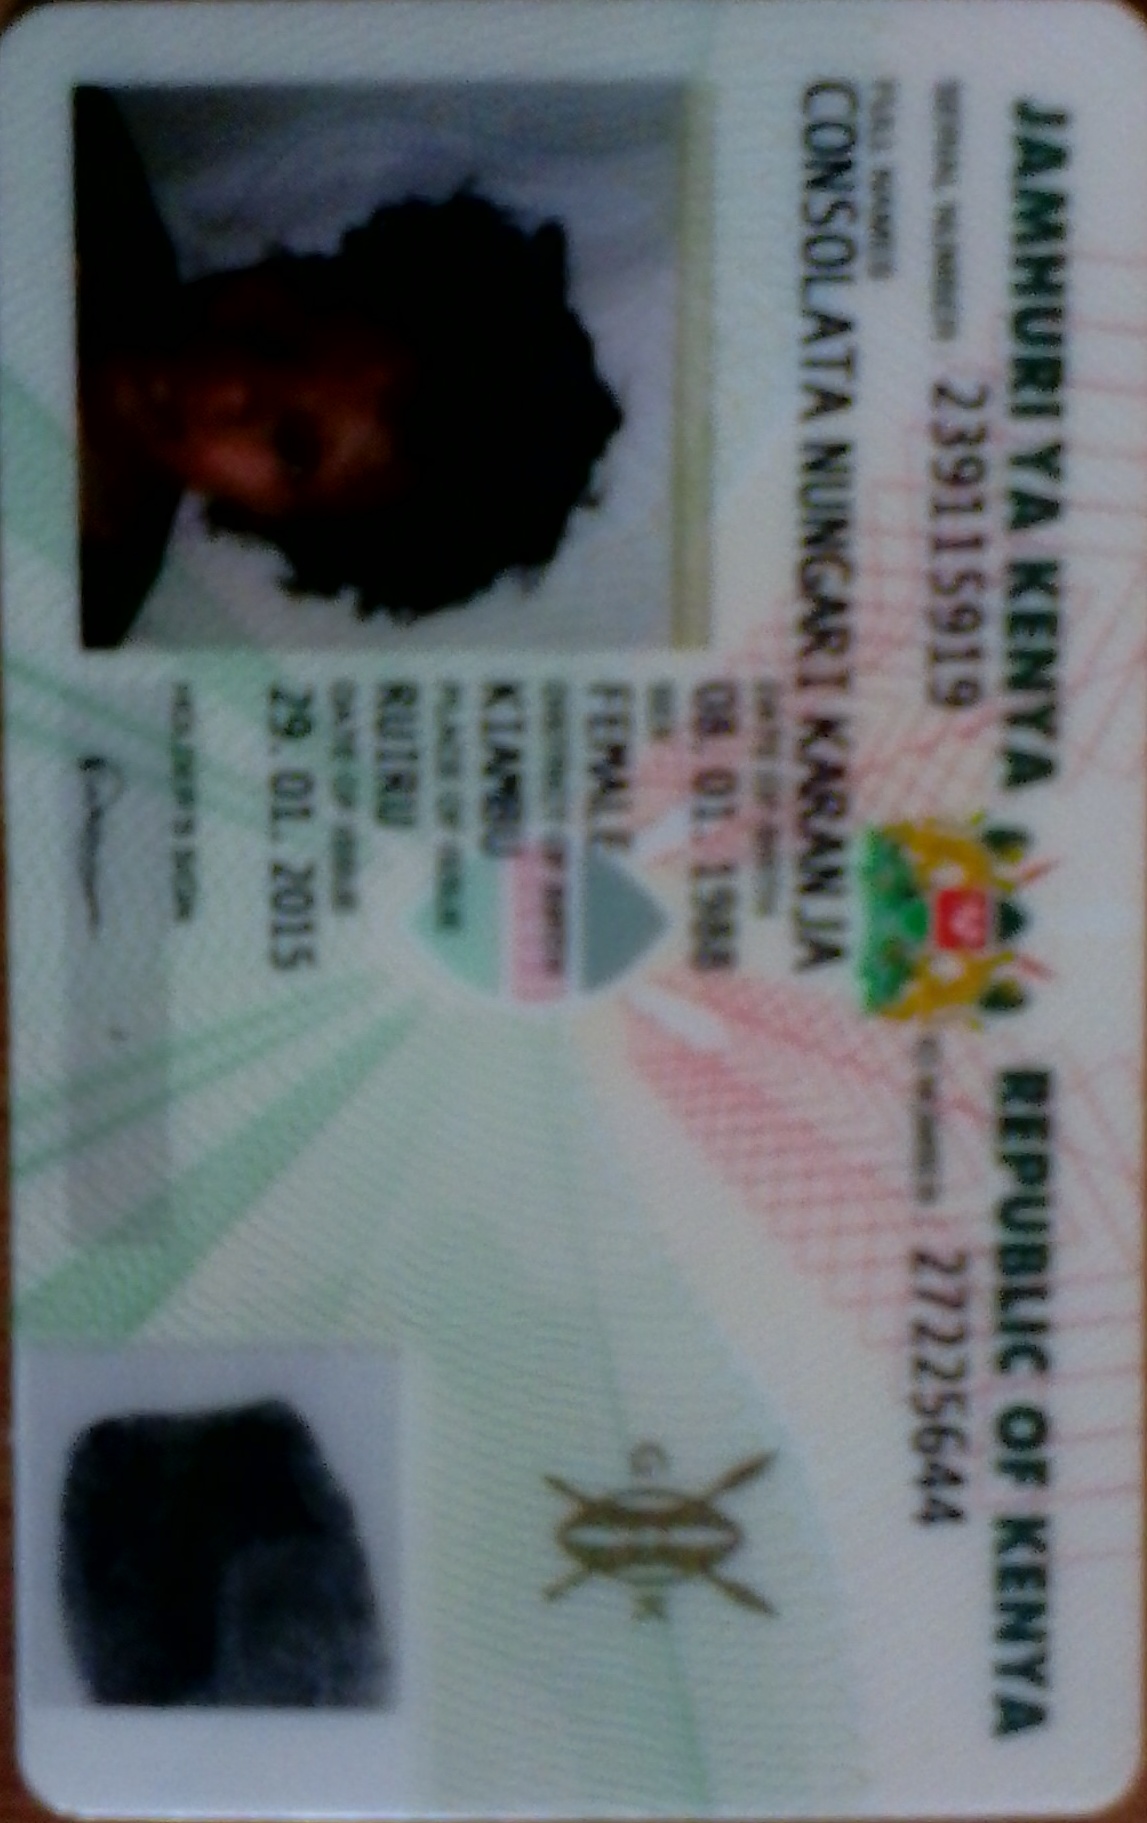 JAMHURI YA KENYA REPUBLIC OF KENYA
SERIAL NUMBER 239115919 ID NUMBER 27225644
FULL NAMES
CONSOLATA NUNGARI KARANJA
DATE OF BIRTH
08. 01. 1988
SEX
FEMALE
DISTRICT OF BIRTH
KIAMBU
PLACE OF ISSUE
RUIRU
DATE OF ISSUE
29. 01. 2015
HOLDER'S SIGN
G K